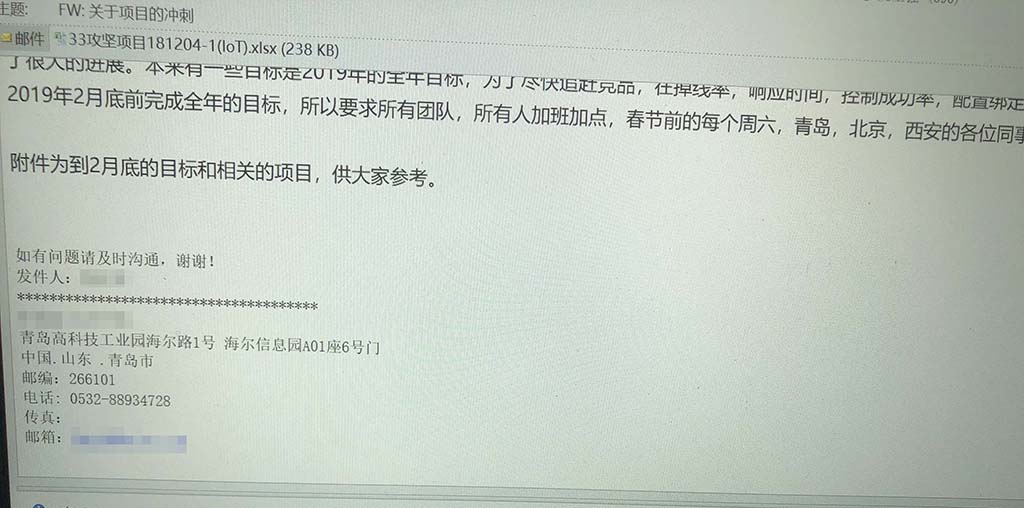 主题: FW: 关于项目的冲刺
邮件 33攻坚项目181204-1(IoT).xlsx (238 KB)
了很大的进展。本来有一些目标是2019年的全年目标，为了尽快追赶竞品，在掉线率，响应时间，控制成功率，配置绑定
2019年2月底前完成全年的目标，所以要求所有团队，所有人加班加点，春节前的每个周六，青岛，北京，西安的各位同事
附件为到2月底的目标和相关的项目，供大家参考。
如有问题请及时沟通，谢谢！
发件人：
**************************************
青岛高科技工业园海尔路1号 海尔信息园A01座6号门
中国.山东 .青岛市
邮编：266101
电话: 0532-88934728
传真：
邮箱：